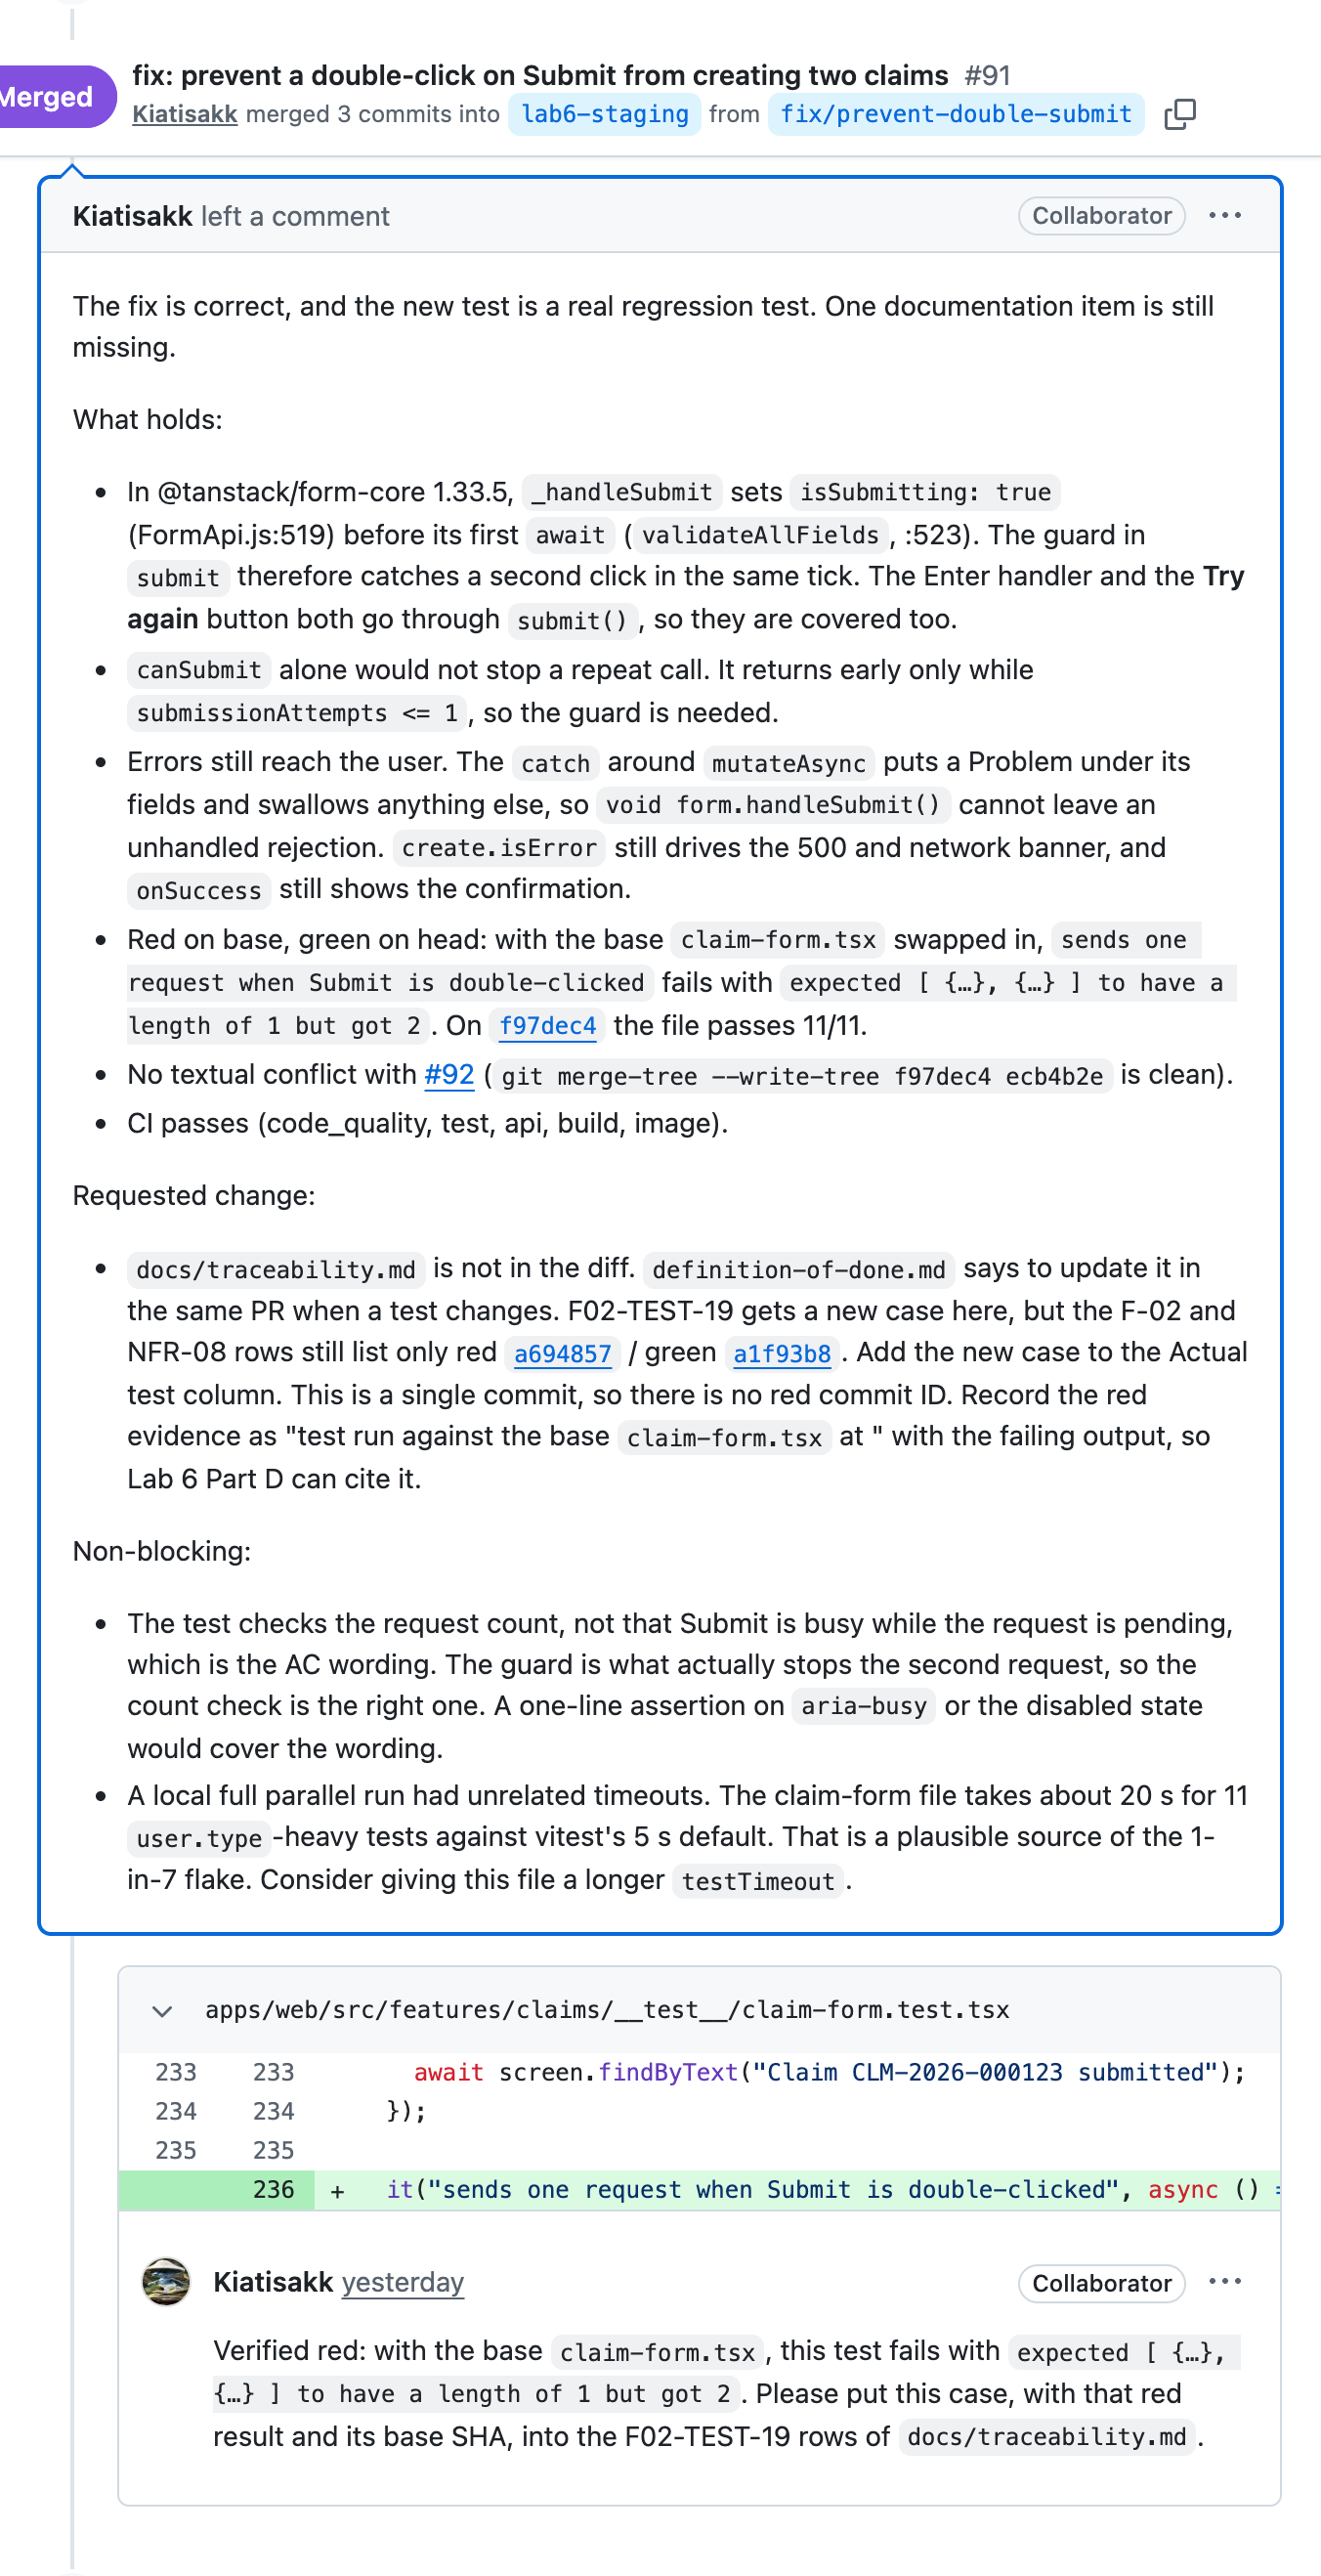 Merged
fix: prevent a double-click on Submit from creating two claims #91
Kiatisakk merged 3 commits into lab6-staging from fix/prevent-double-submit
Kiatisakk left a comment
Collaborator
The fix is correct, and the new test is a real regression test. One documentation item is still
missing.
What holds:
In @tanstack/form-core 1.33.5, _handleSubmit sets isSubmitting: true
(FormApi.js:519) before its first await (validateAllFields, :523). The guard in
submit therefore catches a second click in the same tick. The Enter handler and the Try
again button both go through submit(), so they are covered too.
canSubmit alone would not stop a repeat call. It returns early only while
submissionAttempts <= 1, so the guard is needed.
Errors still reach the user. The catch around mutateAsync puts a Problem under its
fields and swallows anything else, so void form.handleSubmit() cannot leave an
unhandled rejection. create.isError still drives the 500 and network banner, and
onSuccess still shows the confirmation.
Red on base, green on head: with the base claim-form.tsx swapped in, sends one
request when Submit is double-clicked fails with expected [ {…}, {…} ] to have a
length of 1 but got 2. On f97dec4 the file passes 11/11.
No textual conflict with #92 (git merge-tree --write-tree f97dec4 ecb4b2e is clean).
CI passes (code_quality, test, api, build, image).
Requested change:
docs/traceability.md is not in the diff. definition-of-done.md says to update it in
the same PR when a test changes. F02-TEST-19 gets a new case here, but the F-02 and
NFR-08 rows still list only red a694857 / green a1f93b8. Add the new case to the Actual
test column. This is a single commit, so there is no red commit ID. Record the red
evidence as "test run against the base claim-form.tsx at " with the failing output, so
Lab 6 Part D can cite it.
Non-blocking:
The test checks the request count, not that Submit is busy while the request is pending,
which is the AC wording. The guard is what actually stops the second request, so the
count check is the right one. A one-line assertion on aria-busy or the disabled state
would cover the wording.
A local full parallel run had unrelated timeouts. The claim-form file takes about 20 s for 11
user.type-heavy tests against vitest's 5 s default. That is a plausible source of the 1-
in-7 flake. Consider giving this file a longer testTimeout.
apps/web/src/features/claims/__test__/claim-form.test.tsx
233 233 await screen.findByText("Claim CLM-2026-000123 submitted");
234 234 });
235 235
236 + it("sends one request when Submit is double-clicked", async ()
Kiatisakk yesterday
Collaborator
Verified red: with the base claim-form.tsx, this test fails with expected [ {…},
{…} ] to have a length of 1 but got 2. Please put this case, with that red
result and its base SHA, into the F02-TEST-19 rows of docs/traceability.md.